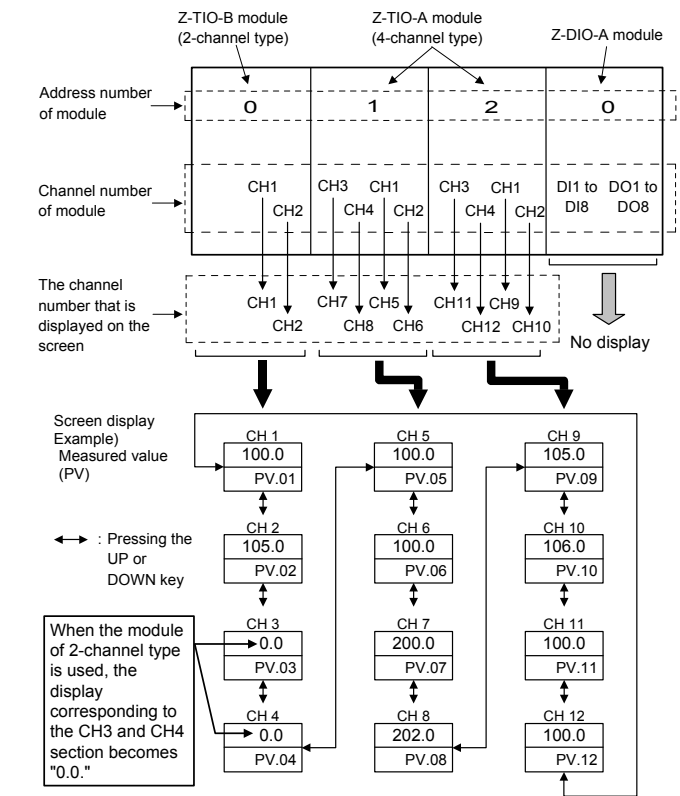 Z-TIO-B module
(2-channel type)
Z-TIO-A module
(4-channel type)
Z-DIO-A module
Address number
of module
0
1
2
0
Channel number
of module
CH1
CH2
CH3
CH4
CH1
CH2
CH3
CH4
CH1
CH2
DI1 to
DI8
DO1 to
DO8
The channel
number that is
displayed on the
screen
CH1
CH2
CH7
CH8
CH5
CH6
CH11
CH12
CH9
CH10
No display
Screen display
Example)
Measured value
(PV)
CH 1
100.0
PV.01
CH 5
100.0
PV.05
CH 9
105.0
PV.09
: Pressing the
UP or
DOWN key
CH 2
105.0
PV.02
CH 6
100.0
PV.06
CH 10
106.0
PV.10
When the module
of 2-channel type
is used, the
display
corresponding to
the CH3 and CH4
section becomes
"0.0."
CH 3
0.0
PV.03
CH 7
200.0
PV.07
CH 11
100.0
PV.11
CH 4
0.0
PV.04
CH 8
202.0
PV.08
CH 12
100.0
PV.12